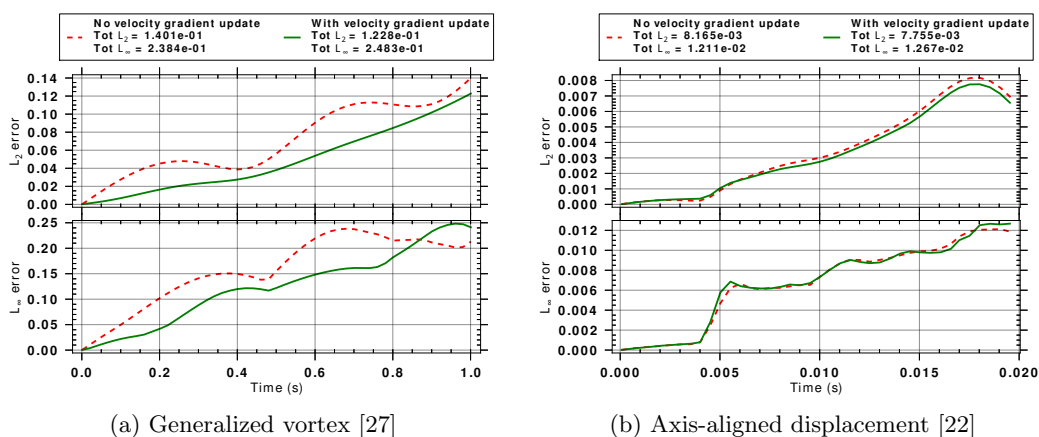 No velocity gradient update
Tot L₂ = 1.401e-01
Tot L∞ = 2.384e-01
With velocity gradient update
Tot L₂ = 1.228e-01
Tot L∞ = 2.483e-01
L₂ error
0.14
0.12
0.10
0.08
0.06
0.04
0.02
0.00
L∞ error
0.25
0.20
0.15
0.10
0.05
0.00
0.0 0.2 0.4 0.6 0.8 1.0
Time (s)
(a) Generalized vortex [27]
No velocity gradient update
Tot L₂ = 8.165e-03
Tot L∞ = 1.211e-02
With velocity gradient update
Tot L₂ = 7.755e-03
Tot L∞ = 1.267e-02
L₂ error
0.007
0.006
0.005
0.004
0.003
0.002
0.001
0.000
L∞ error
0.012
0.010
0.008
0.006
0.004
0.002
0.000
0.000 0.005 0.010 0.015 0.020
Time (s)
(b) Axis-aligned displacement [22]